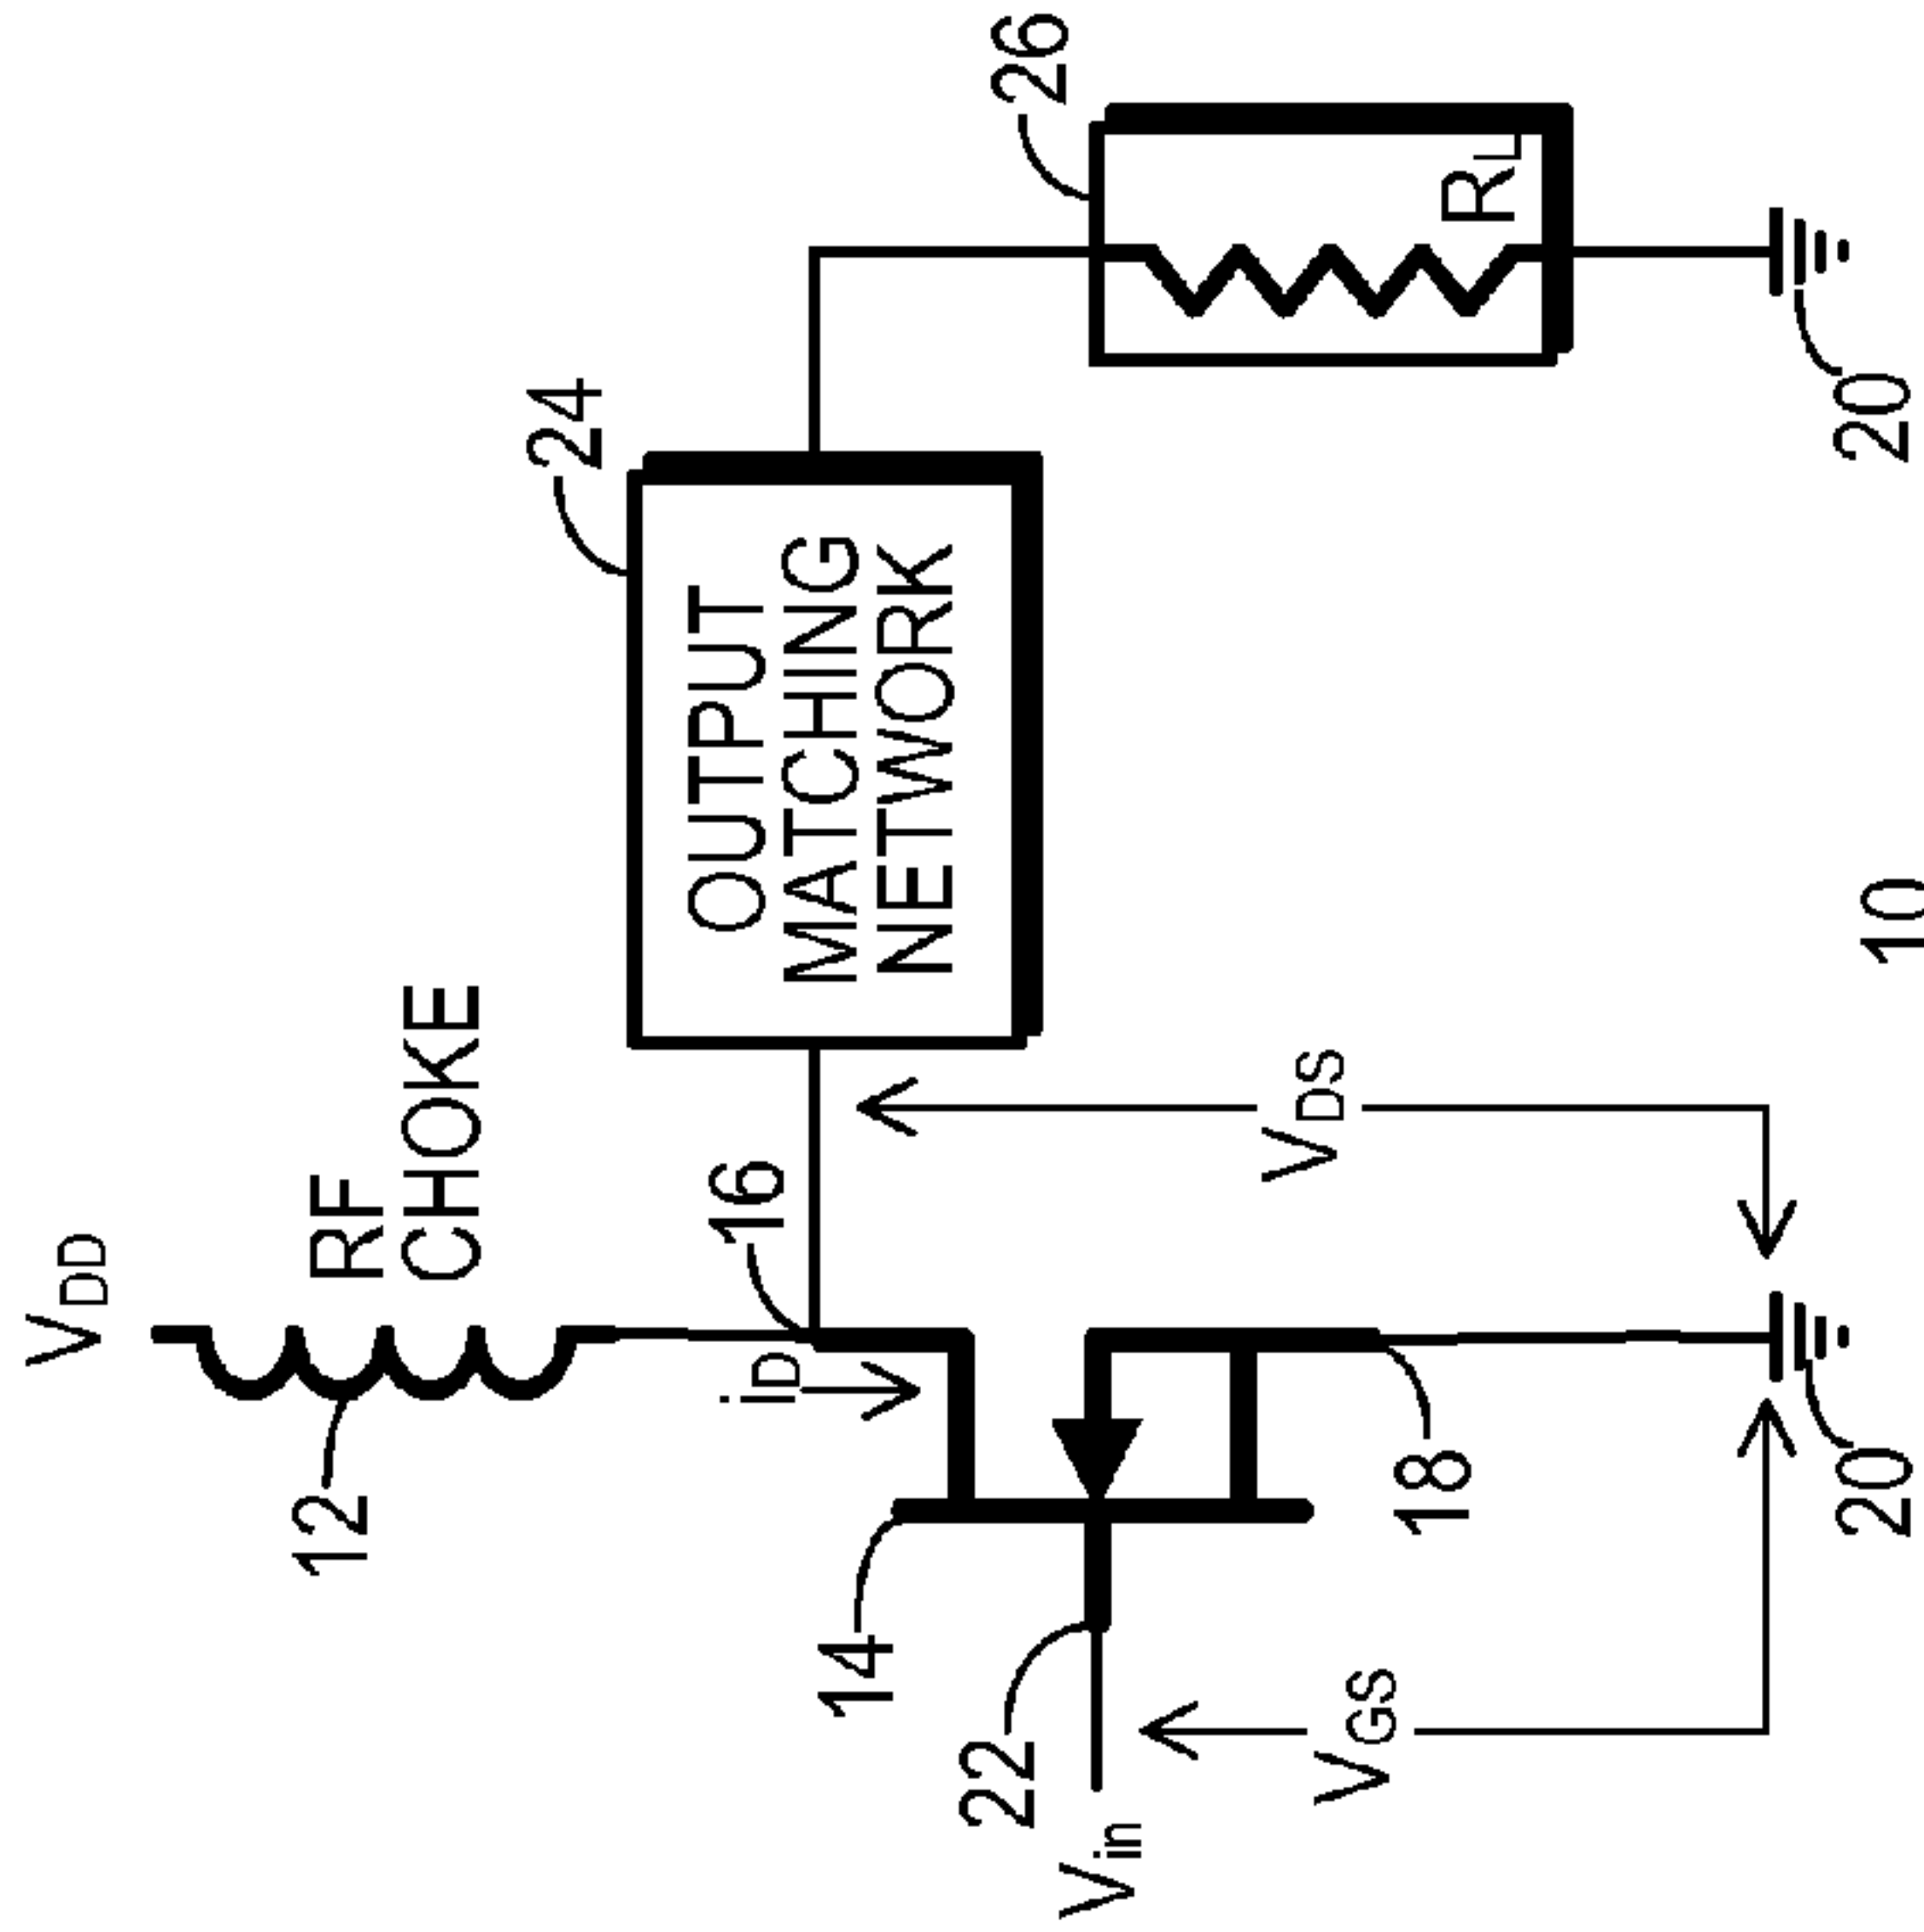 V_DD
RF
CHOKE
12
24
OUTPUT
MATCHING
NETWORK
26
R_L
16
i_D
14
22
V_in
V_GS
18
V_DS
20
20
10